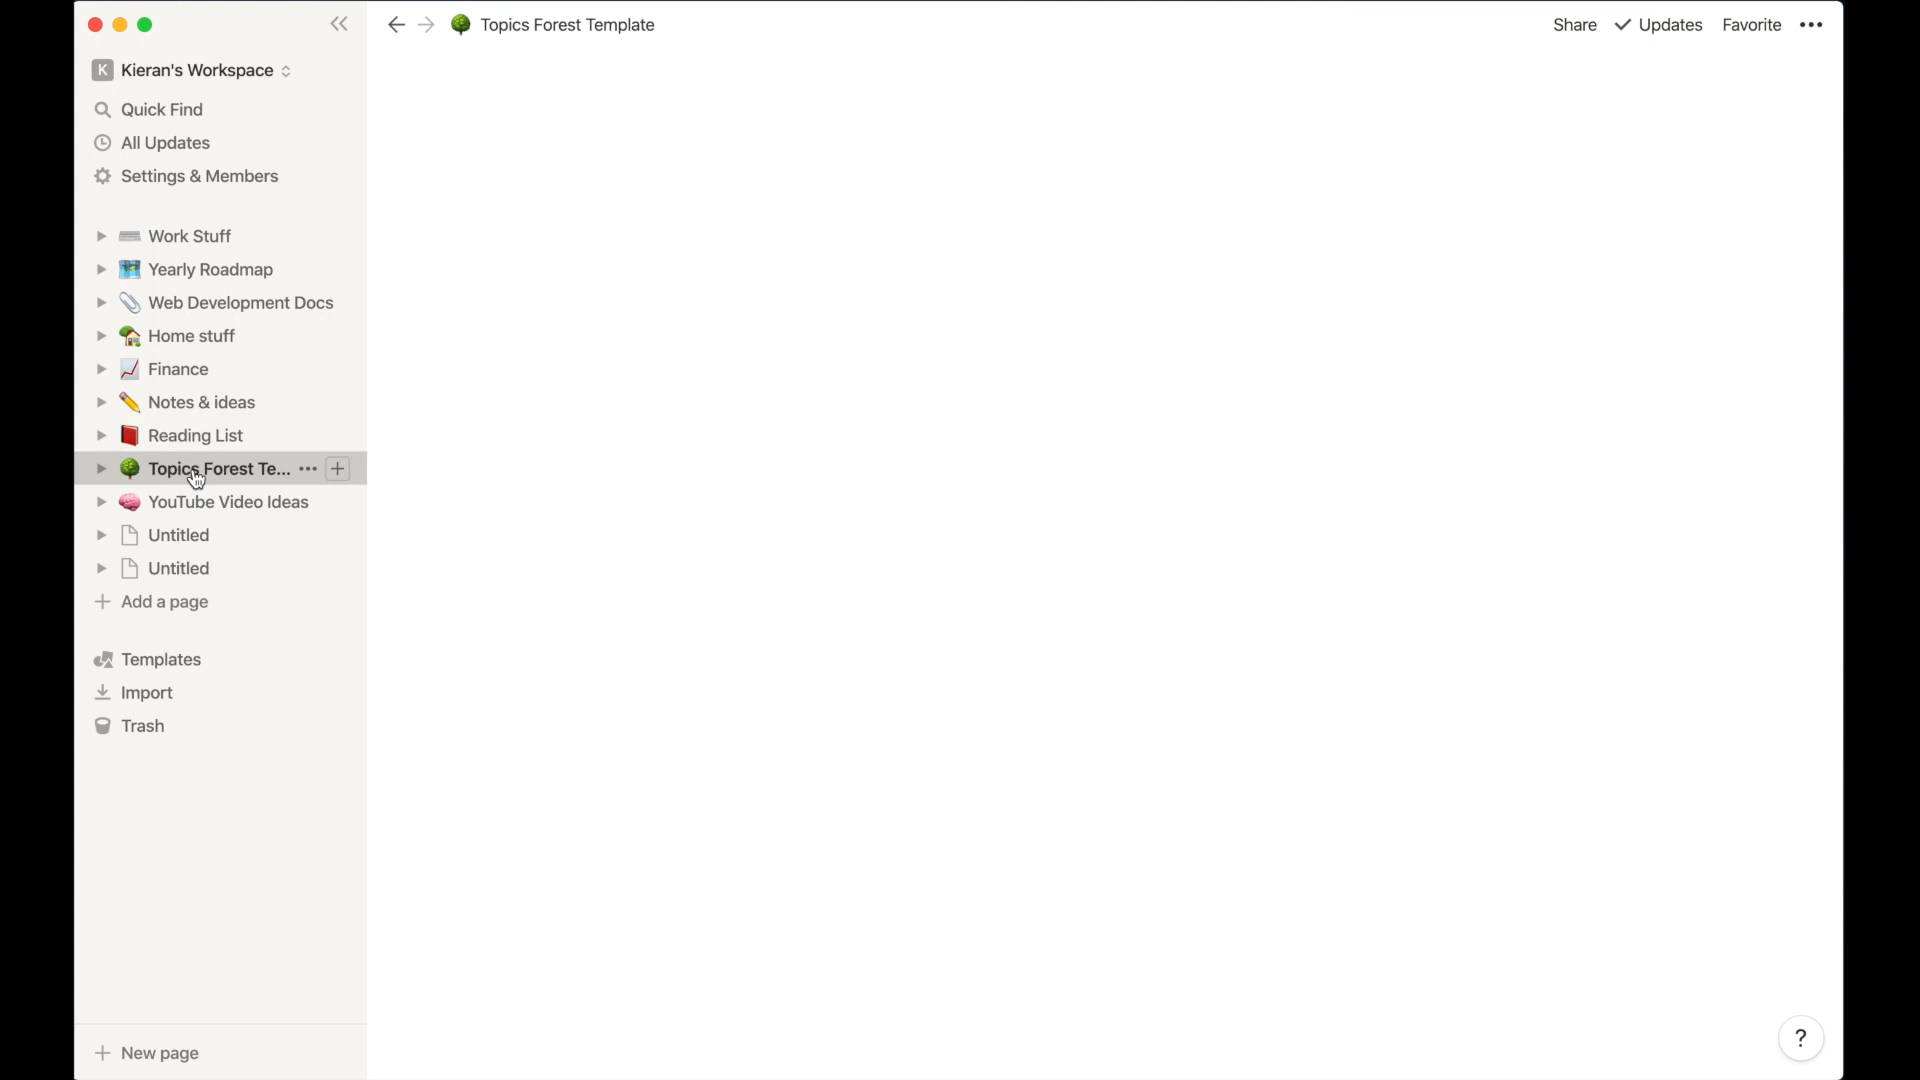 Topics Forest Template
Share
Updates
Favorite
K Kieran's Workspace
Quick Find
All Updates
Settings & Members
Work Stuff
Yearly Roadmap
Web Development Docs
Home stuff
Finance
Notes & ideas
Reading List
Topics Forest Te...
YouTube Video Ideas
Untitled
Untitled
Add a page
Templates
Import
Trash
New page
?